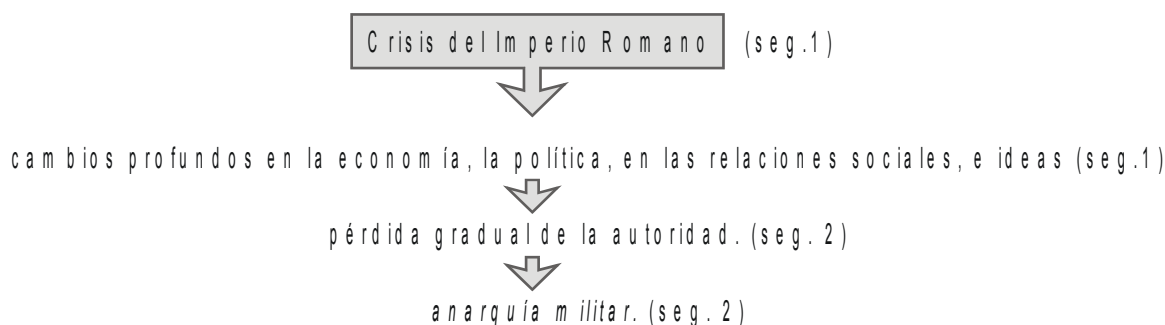 Crisis del Imperio Romano (seg.1)
cambios profundos en la economía, la política, en las relaciones sociales, e ideas (seg.1)
pérdida gradual de la autoridad. (seg. 2)
anarquía militar. (seg. 2)